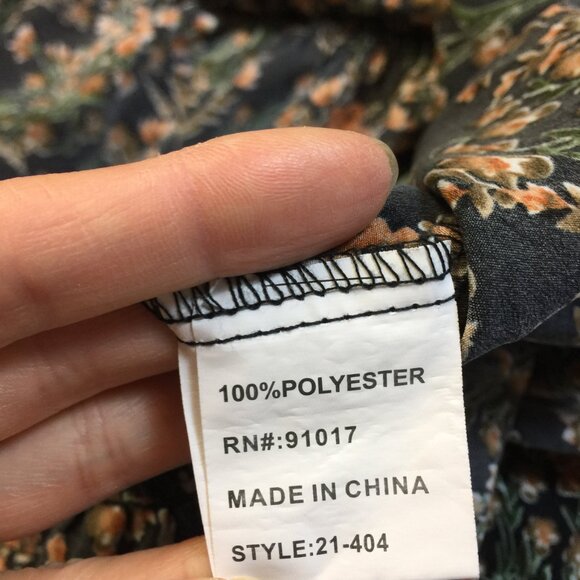 100%POLYESTER
RN#:91017
MADE IN CHINA
STYLE:21-404